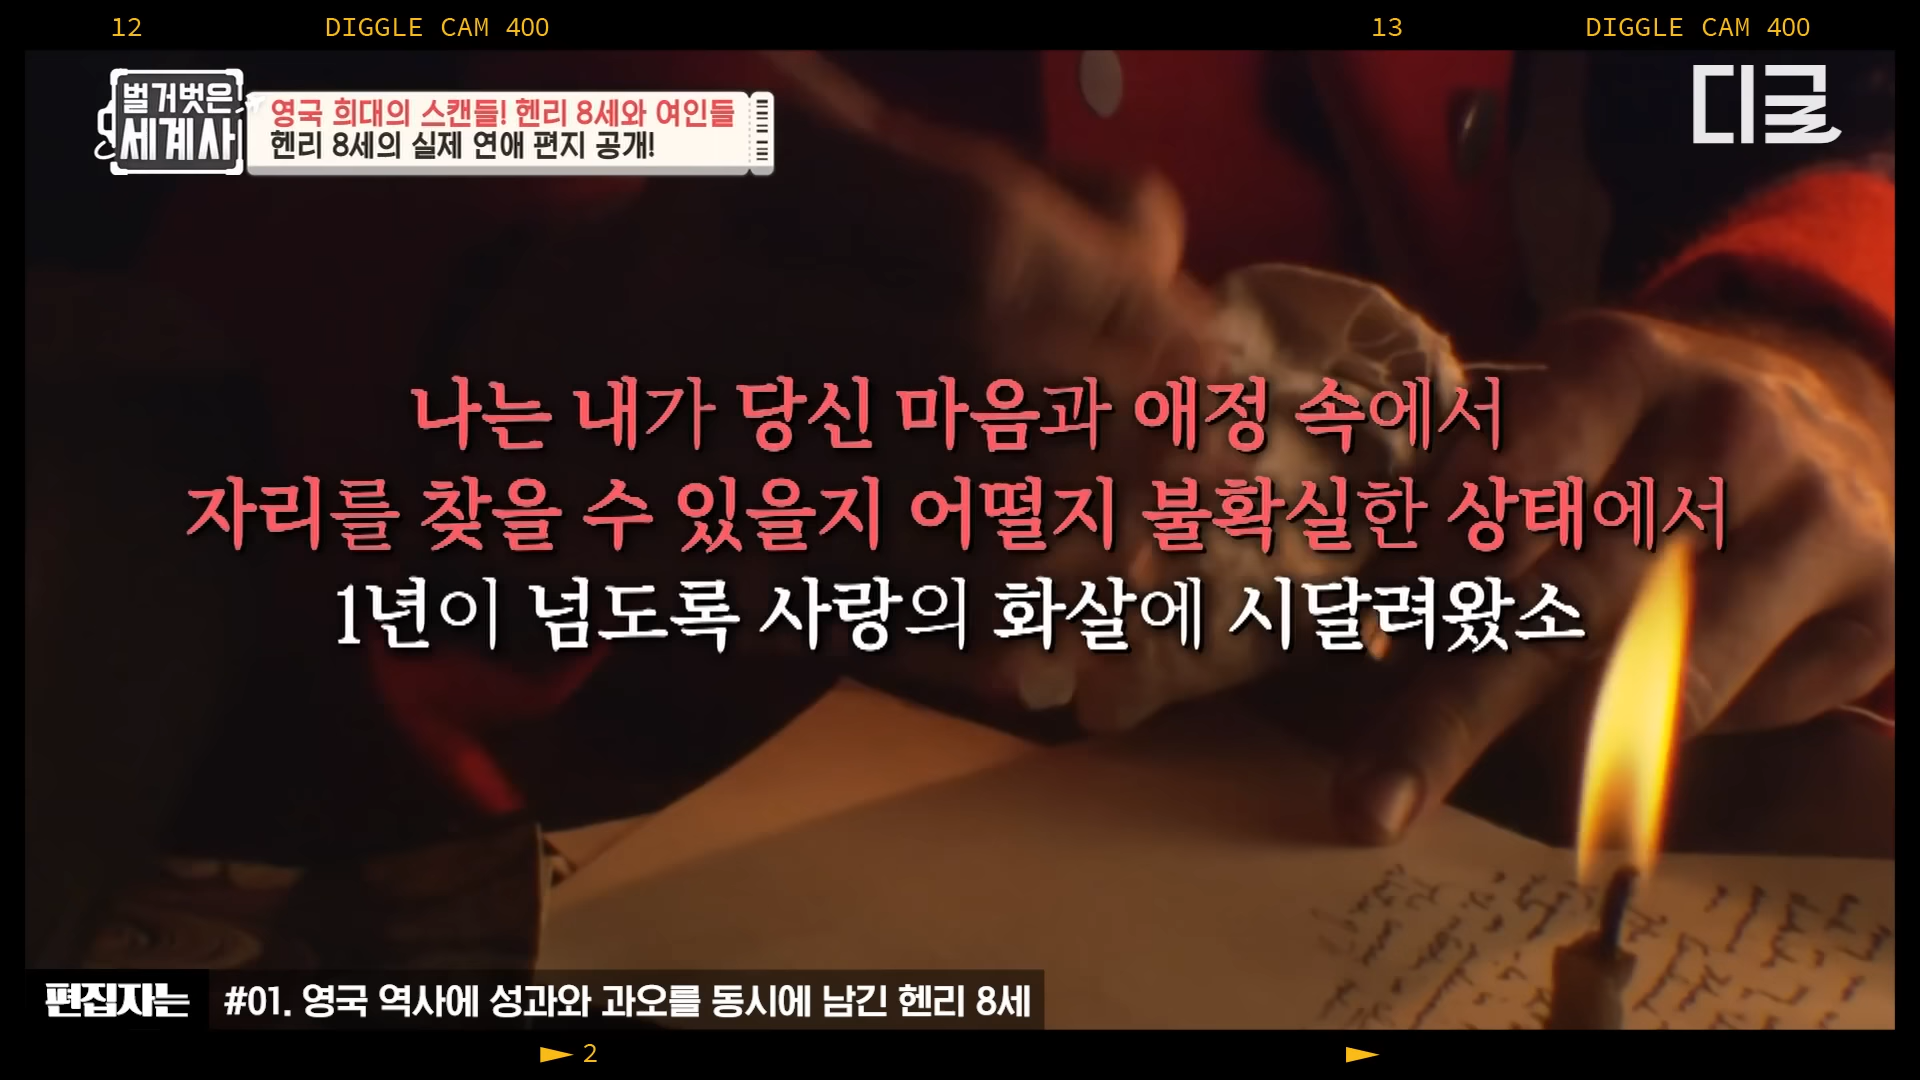 12
DIGGLE CAM 400
13
DIGGLE CAM 400
벌거벗은
세계사
영국 희대의 스캔들! 헨리 8세와 여인들
헨리 8세의 실제 연애 편지 공개!
디글
나는 내가 당신 마음과 애정 속에서
자리를 찾을 수 있을지 어떨지 불확실한 상태에서
1년이 넘도록 사랑의 화살에 시달려왔소
편집자는
#01. 영국 역사에 성과와 과오를 동시에 남긴 헨리 8세
2